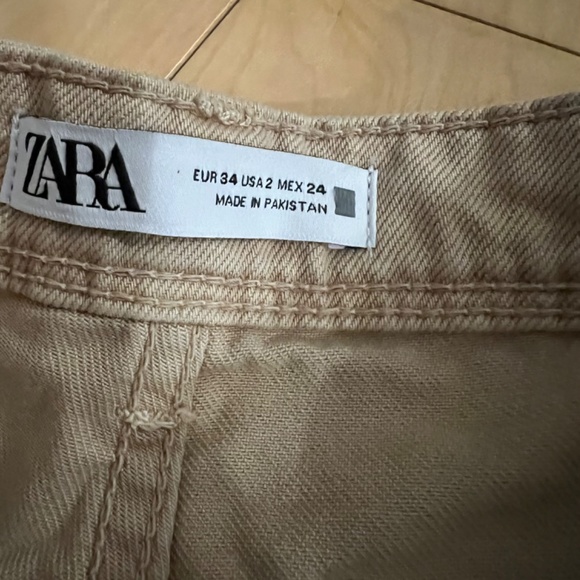 ZARA
EUR 34 USA 2 MEX 24
MADE IN PAKISTAN